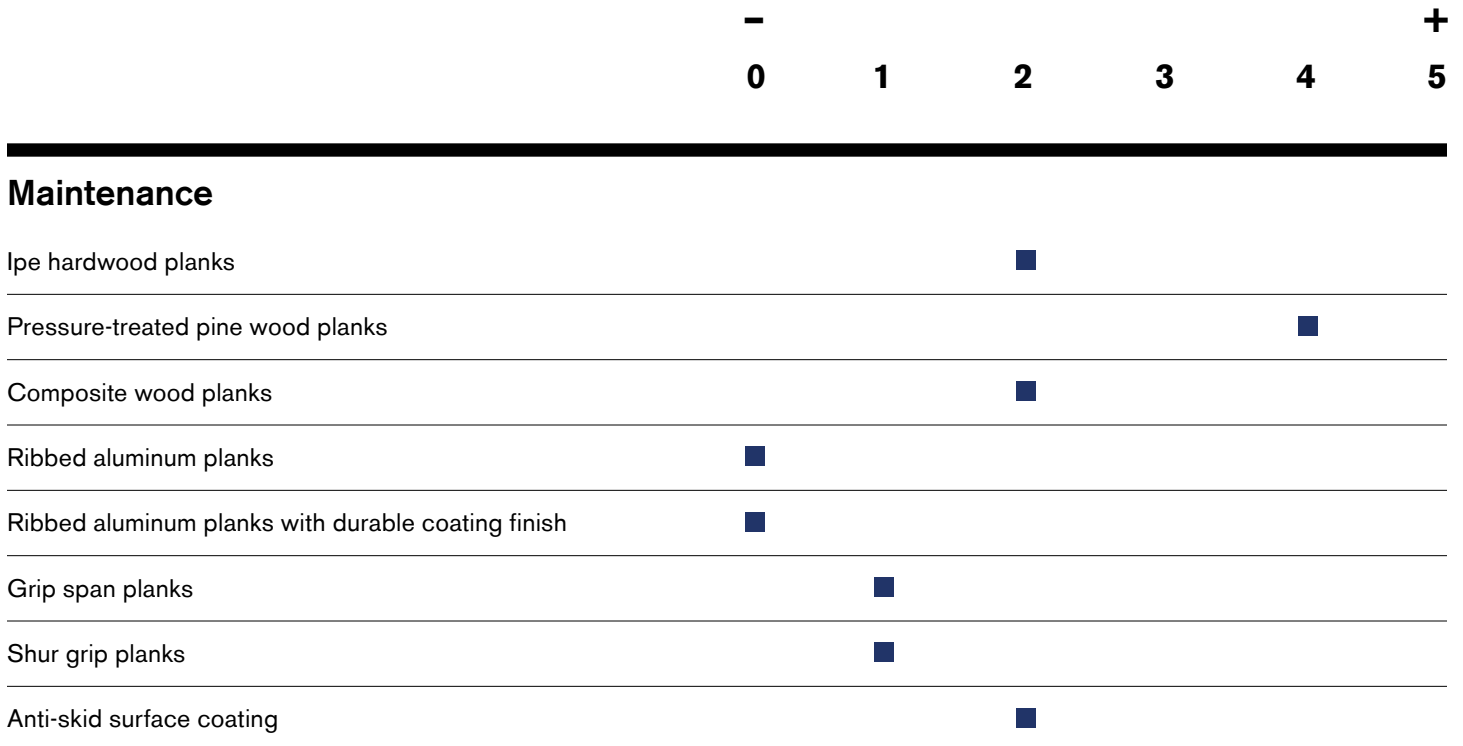 – +
0 1 2 3 4 5
Maintenance
Ipe hardwood planks
Pressure-treated pine wood planks
Composite wood planks
Ribbed aluminum planks
Ribbed aluminum planks with durable coating finish
Grip span planks
Shur grip planks
Anti-skid surface coating